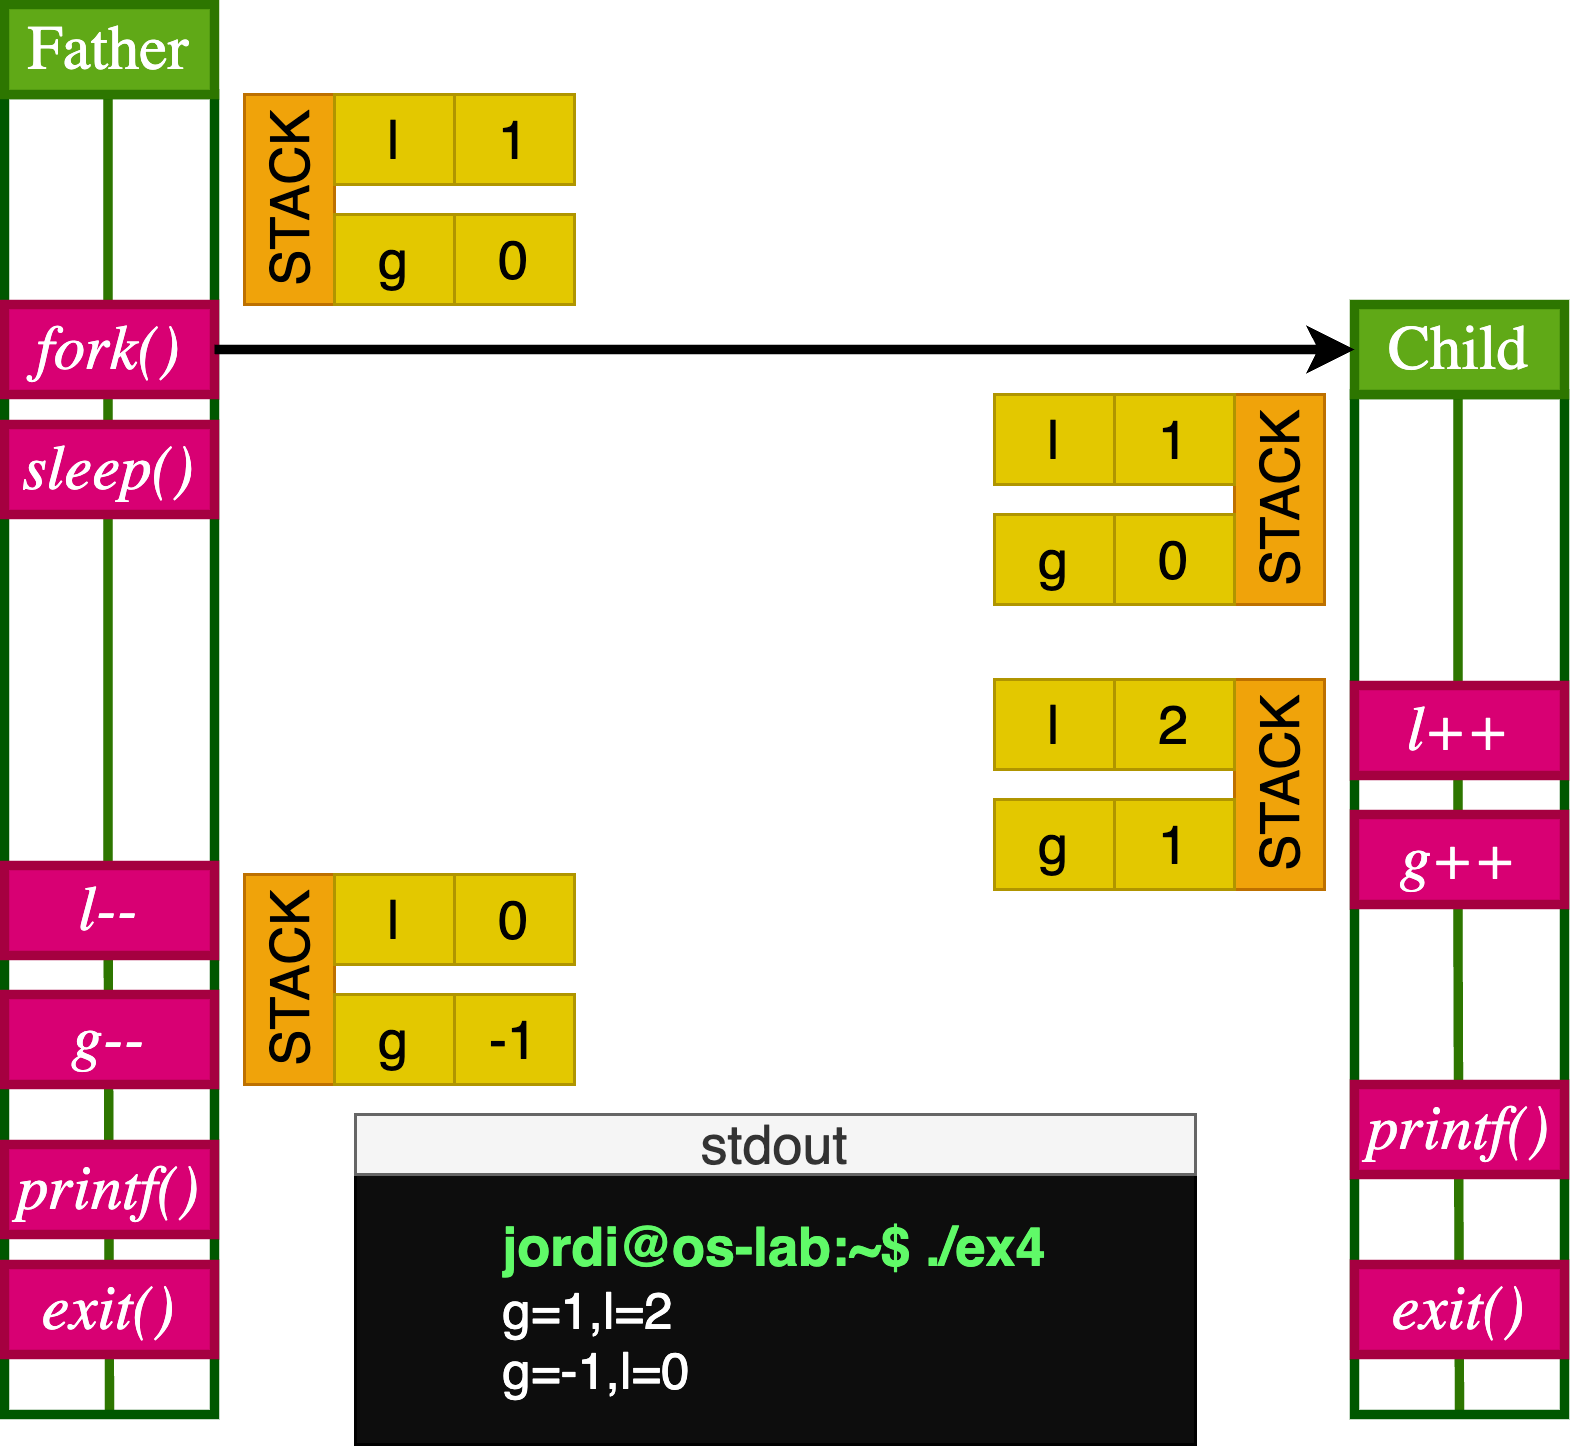 Father
STACK
l 1
g 0
fork()
Child
sleep()
l 1
g 0
STACK
l 2
g 1
STACK
l++
g++
l--
g--
STACK
l 0
g -1
printf()
printf()
exit()
exit()
stdout
jordi@os-lab:~$ ./ex4
g=1,l=2
g=-1,l=0